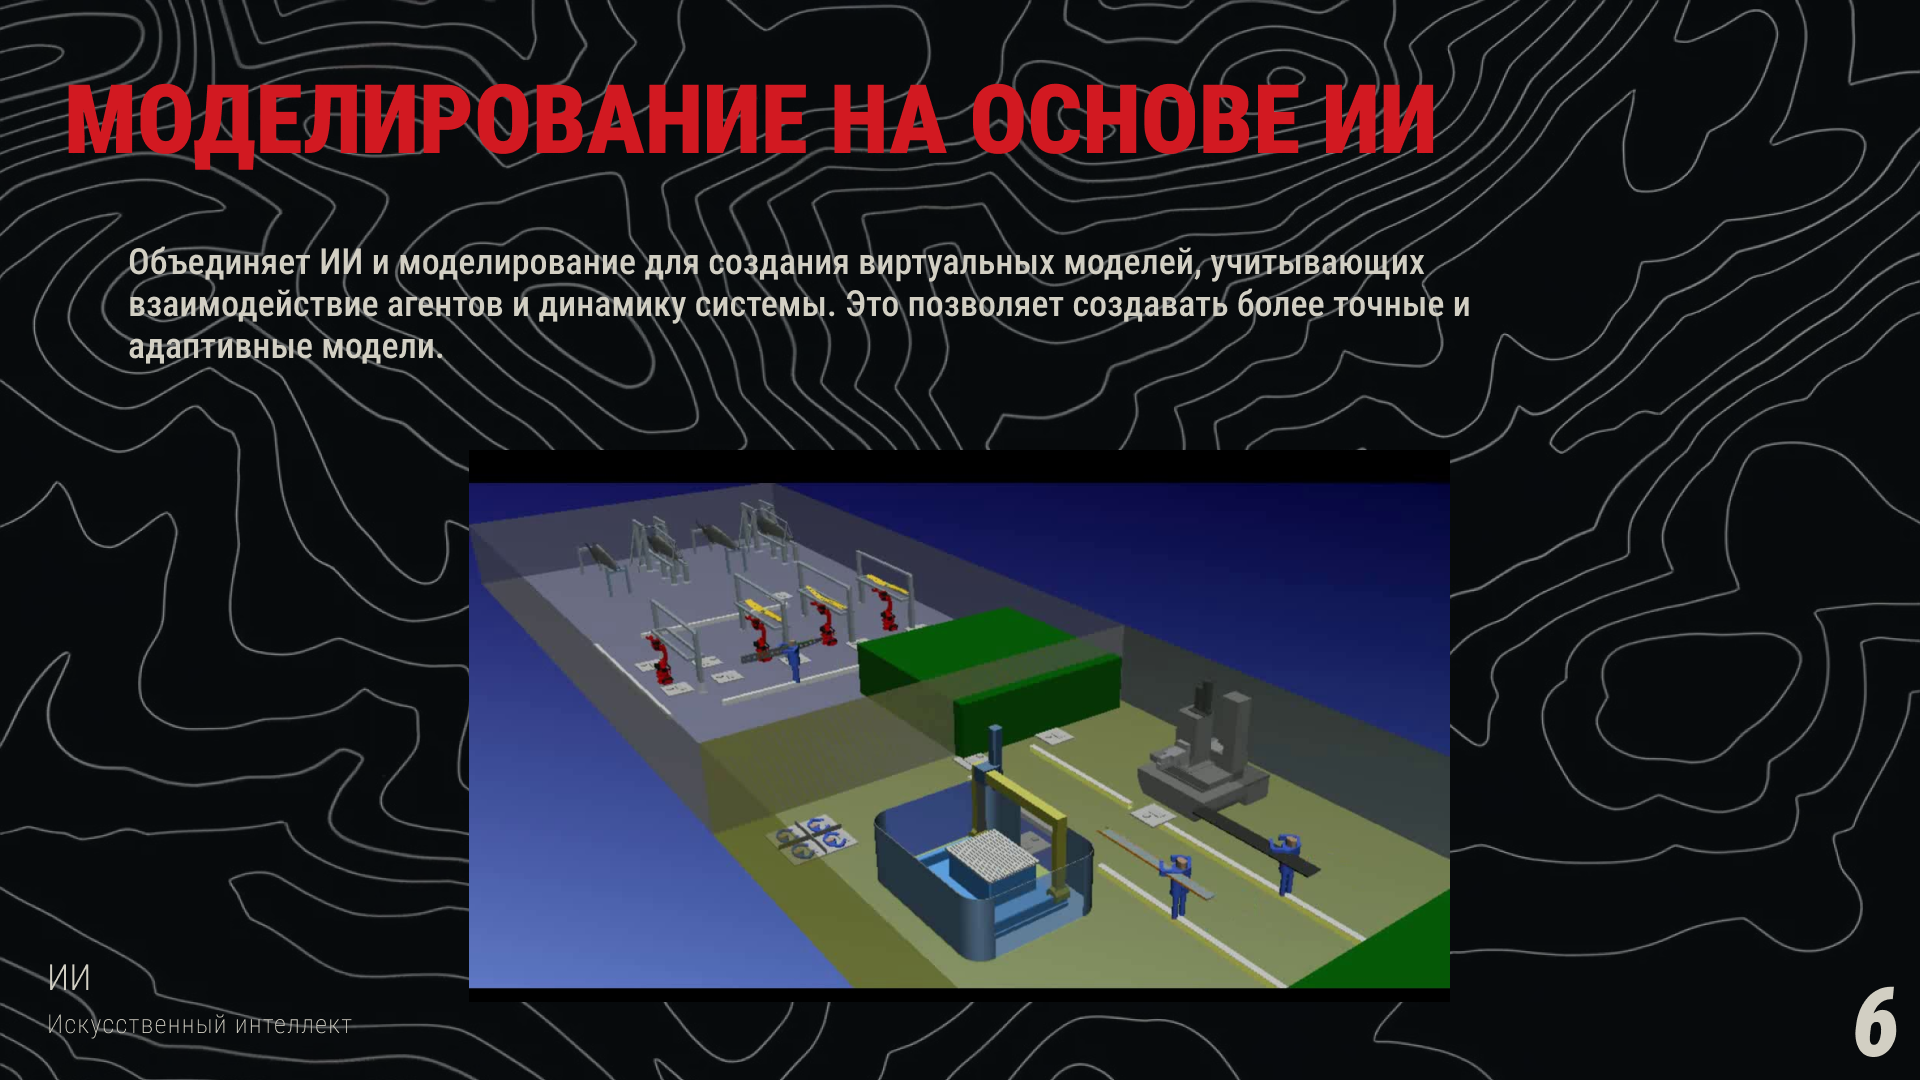 МОДЕЛИРОВАНИЕ НА ОСНОВЕ ИИ
Объединяет ИИ и моделирование для создания виртуальных моделей, учитывающих
взаимодействие агентов и динамику системы. Это позволяет создавать более точные и
адаптивные модели.
ИИ
Искусственный интеллект
6